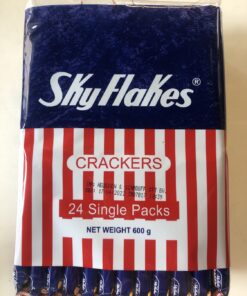 SkyFlakes®
CRACKERS
24 Single Packs
NET WEIGHT 600 g